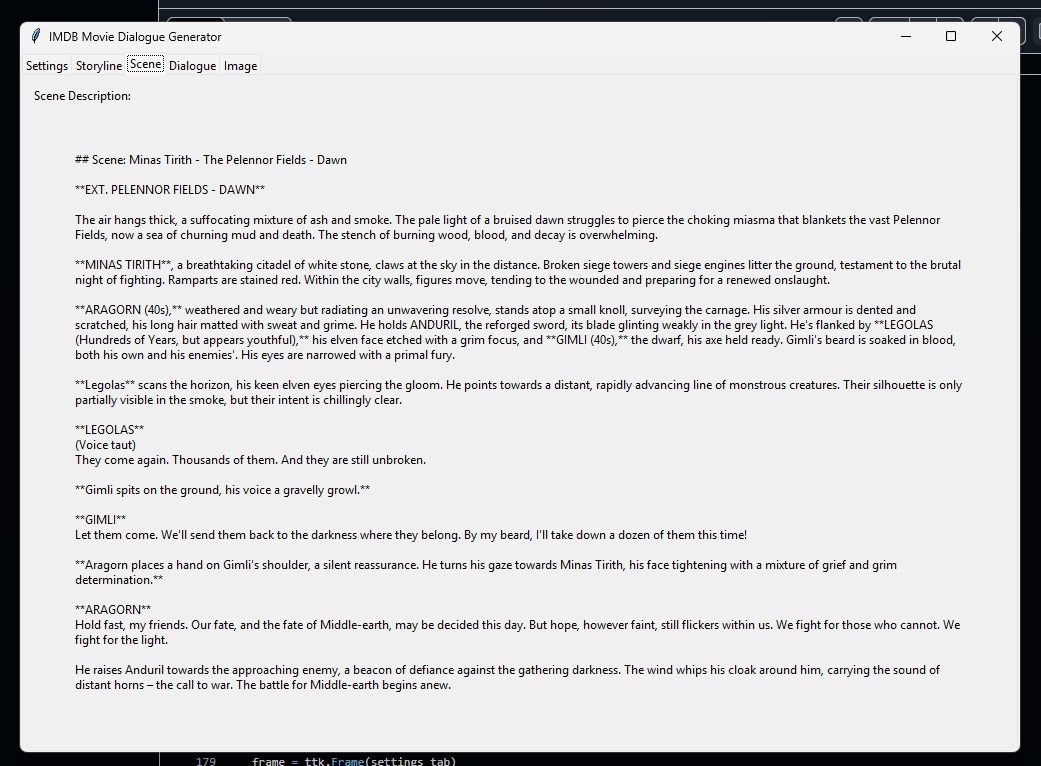 IMDB Movie Dialogue Generator
Settings Storyline Scene Dialogue Image
Scene Description:
## Scene: Minas Tirith - The Pelennor Fields - Dawn
**EXT. PELENNOR FIELDS - DAWN**
The air hangs thick, a suffocating mixture of ash and smoke. The pale light of a bruised dawn struggles to pierce the choking miasma that blankets the vast Pelennor
Fields, now a sea of churning mud and death. The stench of burning wood, blood, and decay is overwhelming.
**MINAS TIRITH**, a breathtaking citadel of white stone, claws at the sky in the distance. Broken siege towers and siege engines litter the ground, testament to the brutal
night of fighting. Ramparts are stained red. Within the city walls, figures move, tending to the wounded and preparing for a renewed onslaught.
**ARAGORN (40s),** weathered and weary but radiating an unwavering resolve, stands atop a small knoll, surveying the carnage. His silver armour is dented and
scratched, his long hair matted with sweat and grime. He holds ANDURIL, the reforged sword, its blade glinting weakly in the grey light. He's flanked by **LEGOLAS
(Hundreds of Years, but appears youthful),** his elven face etched with a grim focus, and **GIMLI (40s),** the dwarf, his axe held ready. Gimli's beard is soaked in blood,
both his own and his enemies'. His eyes are narrowed with a primal fury.
**Legolas** scans the horizon, his keen elven eyes piercing the gloom. He points towards a distant, rapidly advancing line of monstrous creatures. Their silhouette is only
partially visible in the smoke, but their intent is chillingly clear.
**LEGOLAS**
(Voice taut)
They come again. Thousands of them. And they are still unbroken.
**Gimli spits on the ground, his voice a gravelly growl.**
**GIMLI**
Let them come. We'll send them back to the darkness where they belong. By my beard, I'll take down a dozen of them this time!
**Aragorn places a hand on Gimli's shoulder, a silent reassurance. He turns his gaze towards Minas Tirith, his face tightening with a mixture of grief and grim
determination.**
**ARAGORN**
Hold fast, my friends. Our fate, and the fate of Middle-earth, may be decided this day. But hope, however faint, still flickers within us. We fight for those who cannot. We
fight for the light.
He raises Anduril towards the approaching enemy, a beacon of defiance against the gathering darkness. The wind whips his cloak around him, carrying the sound of
distant horns – the call to war. The battle for Middle-earth begins anew.
179 frame = ttk.Frame(settings_tab)